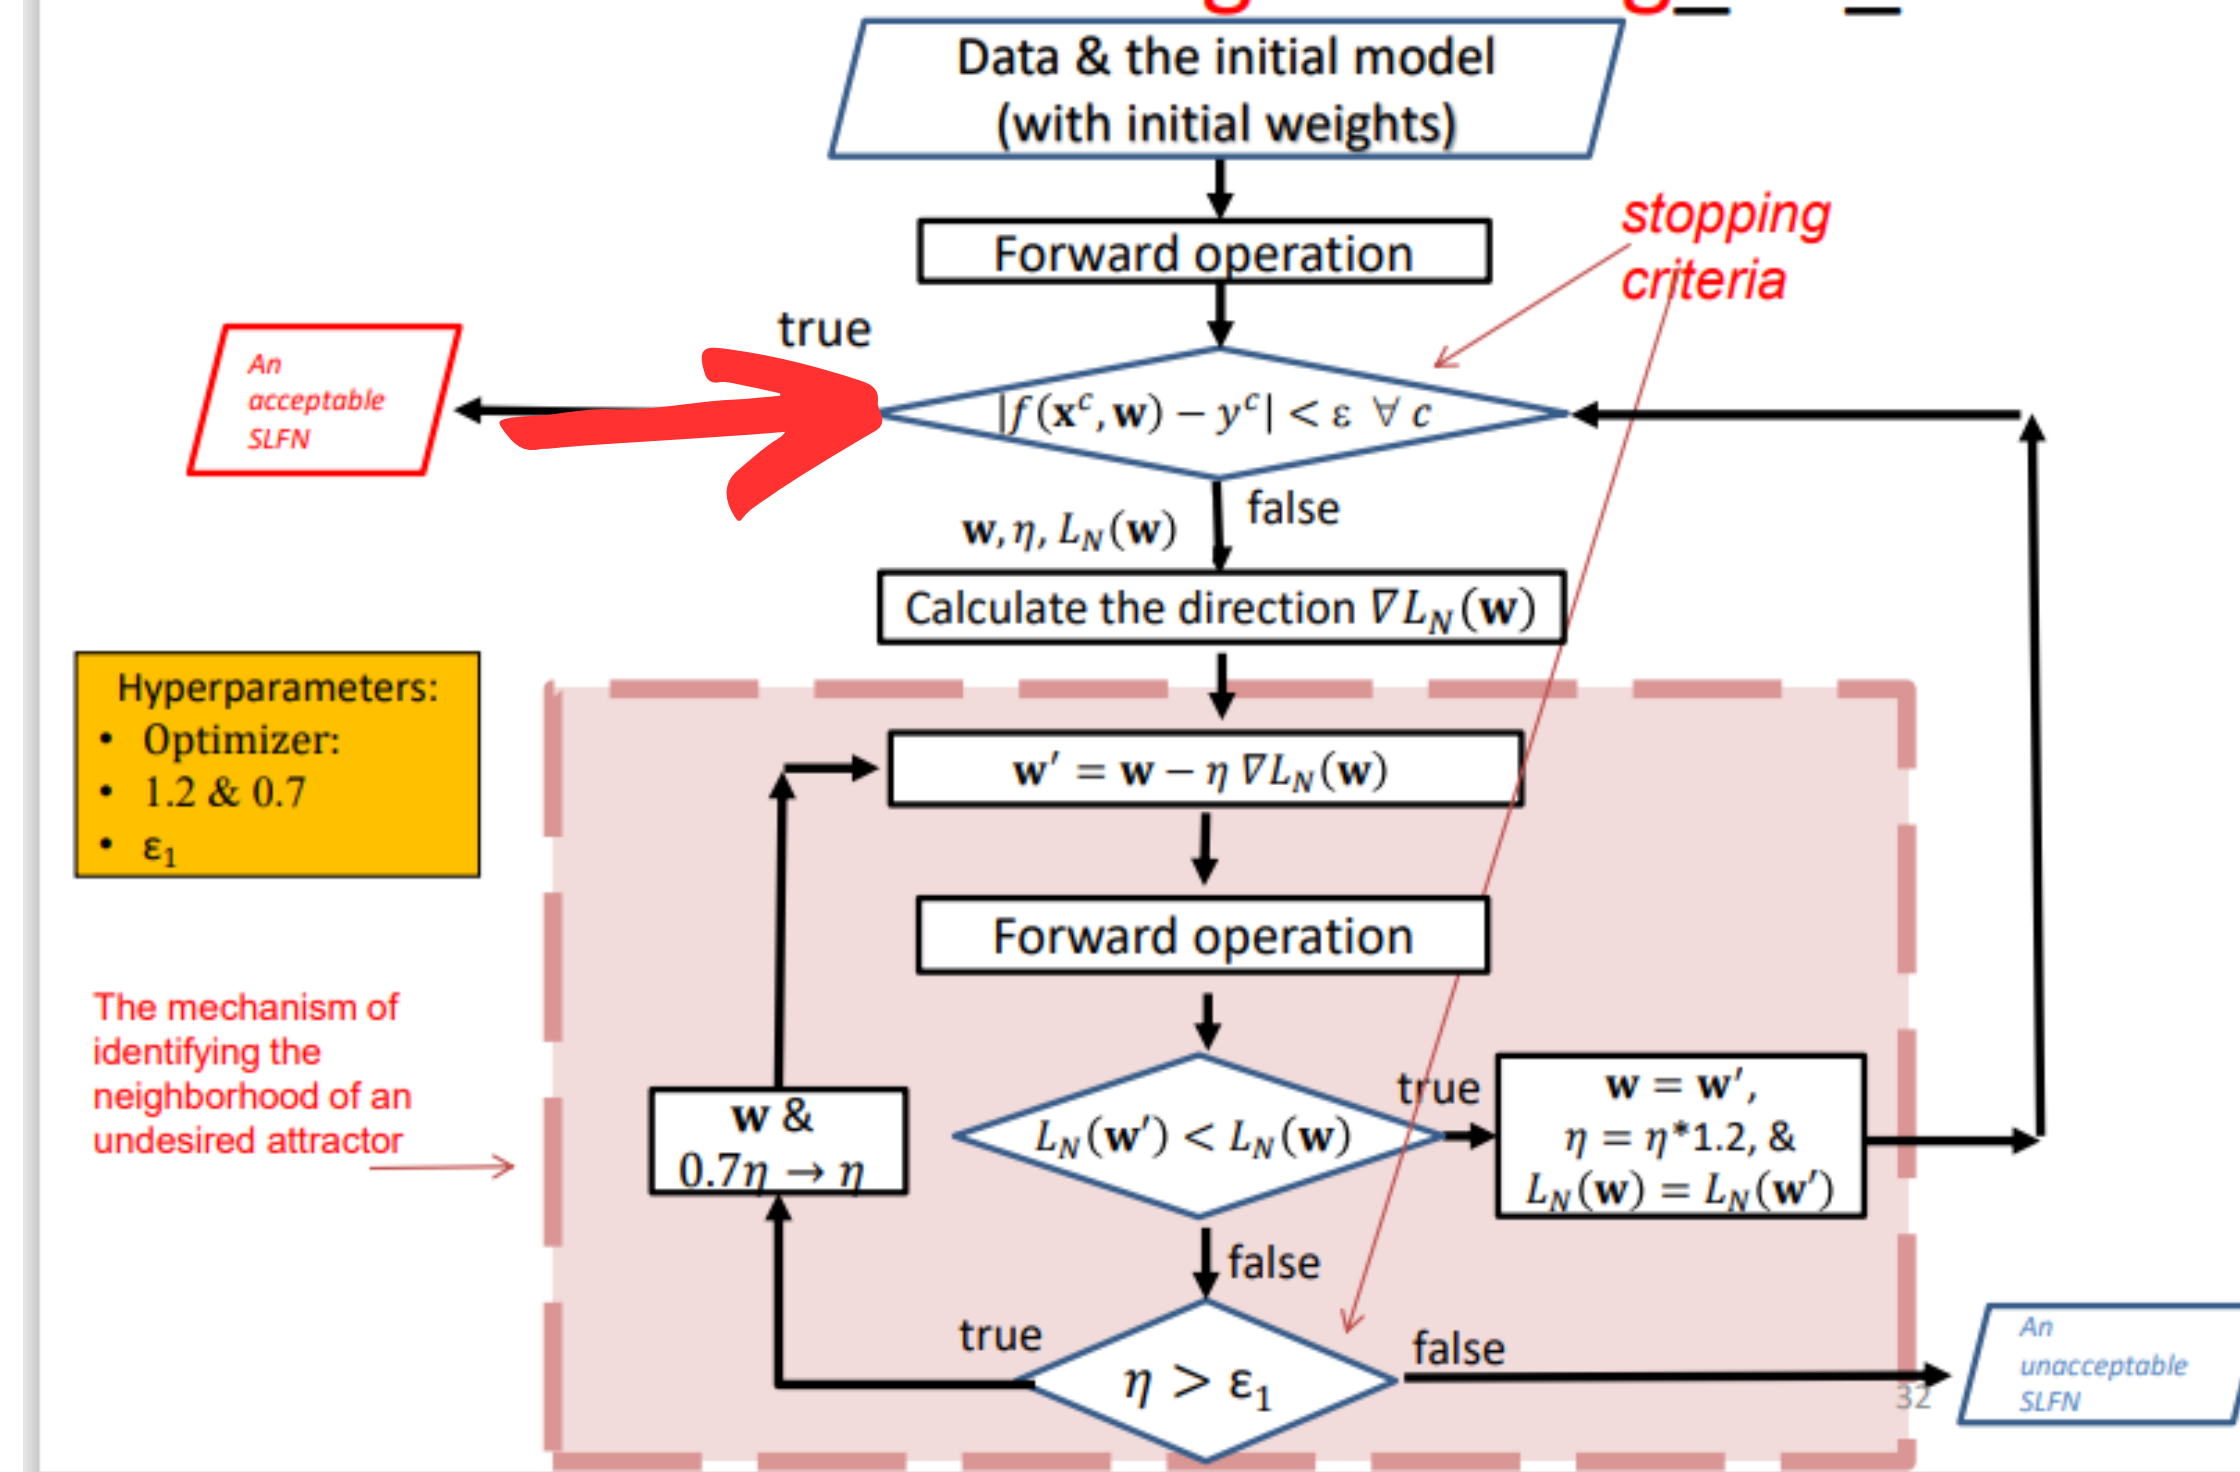 Data & the initial model
(with initial weights)
Forward operation
stopping
criteria
true
An
acceptable
SLFN
|f(𝐱ᶜ, 𝐰) − yᶜ| < ε ∀ c
false
𝐰, η, L_N(𝐰)
Calculate the direction ∇L_N(𝐰)
Hyperparameters:
• Optimizer:
• 1.2 & 0.7
• ε₁
𝐰′ = 𝐰 − η ∇L_N(𝐰)
Forward operation
The mechanism of
identifying the
neighborhood of an
undesired attractor
𝐰 &
0.7η → η
L_N(𝐰′) < L_N(𝐰)
true
𝐰 = 𝐰′,
η = η*1.2, &
L_N(𝐰) = L_N(𝐰′)
false
true
η > ε₁
false
32
An
unacceptable
SLFN